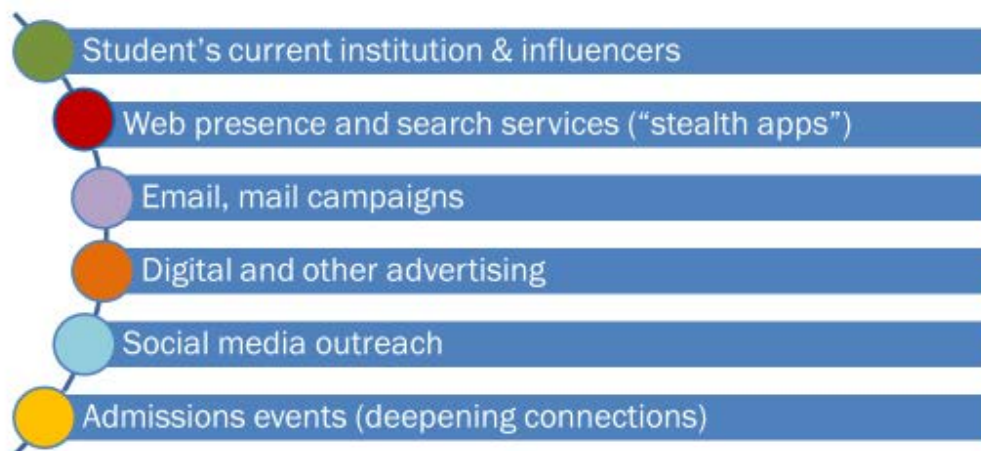 Student’s current institution & influencers
Web presence and search services (“stealth apps”)
Email, mail campaigns
Digital and other advertising
Social media outreach
Admissions events (deepening connections)